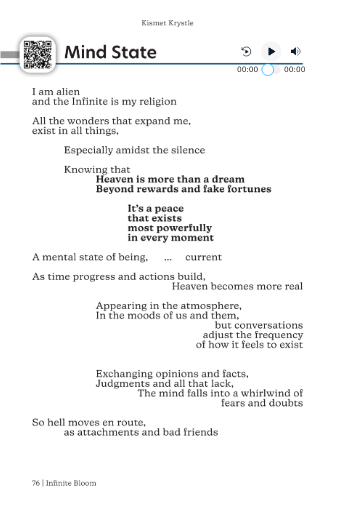 Kismet Krystle
Mind State
00:00 00:00
I am alien
and the Infinite is my religion
All the wonders that expand me,
exist in all things,
Especially amidst the silence
Knowing that
Heaven is more than a dream
Beyond rewards and fake fortunes
It's a peace
that exists
most powerfully
in every moment
A mental state of being, ... current
As time progress and actions build,
Heaven becomes more real
Appearing in the atmosphere,
In the moods of us and them,
but conversations
adjust the frequency
of how it feels to exist
Exchanging opinions and facts,
Judgments and all that lack,
The mind falls into a whirlwind of
fears and doubts
So hell moves en route,
as attachments and bad friends
76 | Infinite Bloom